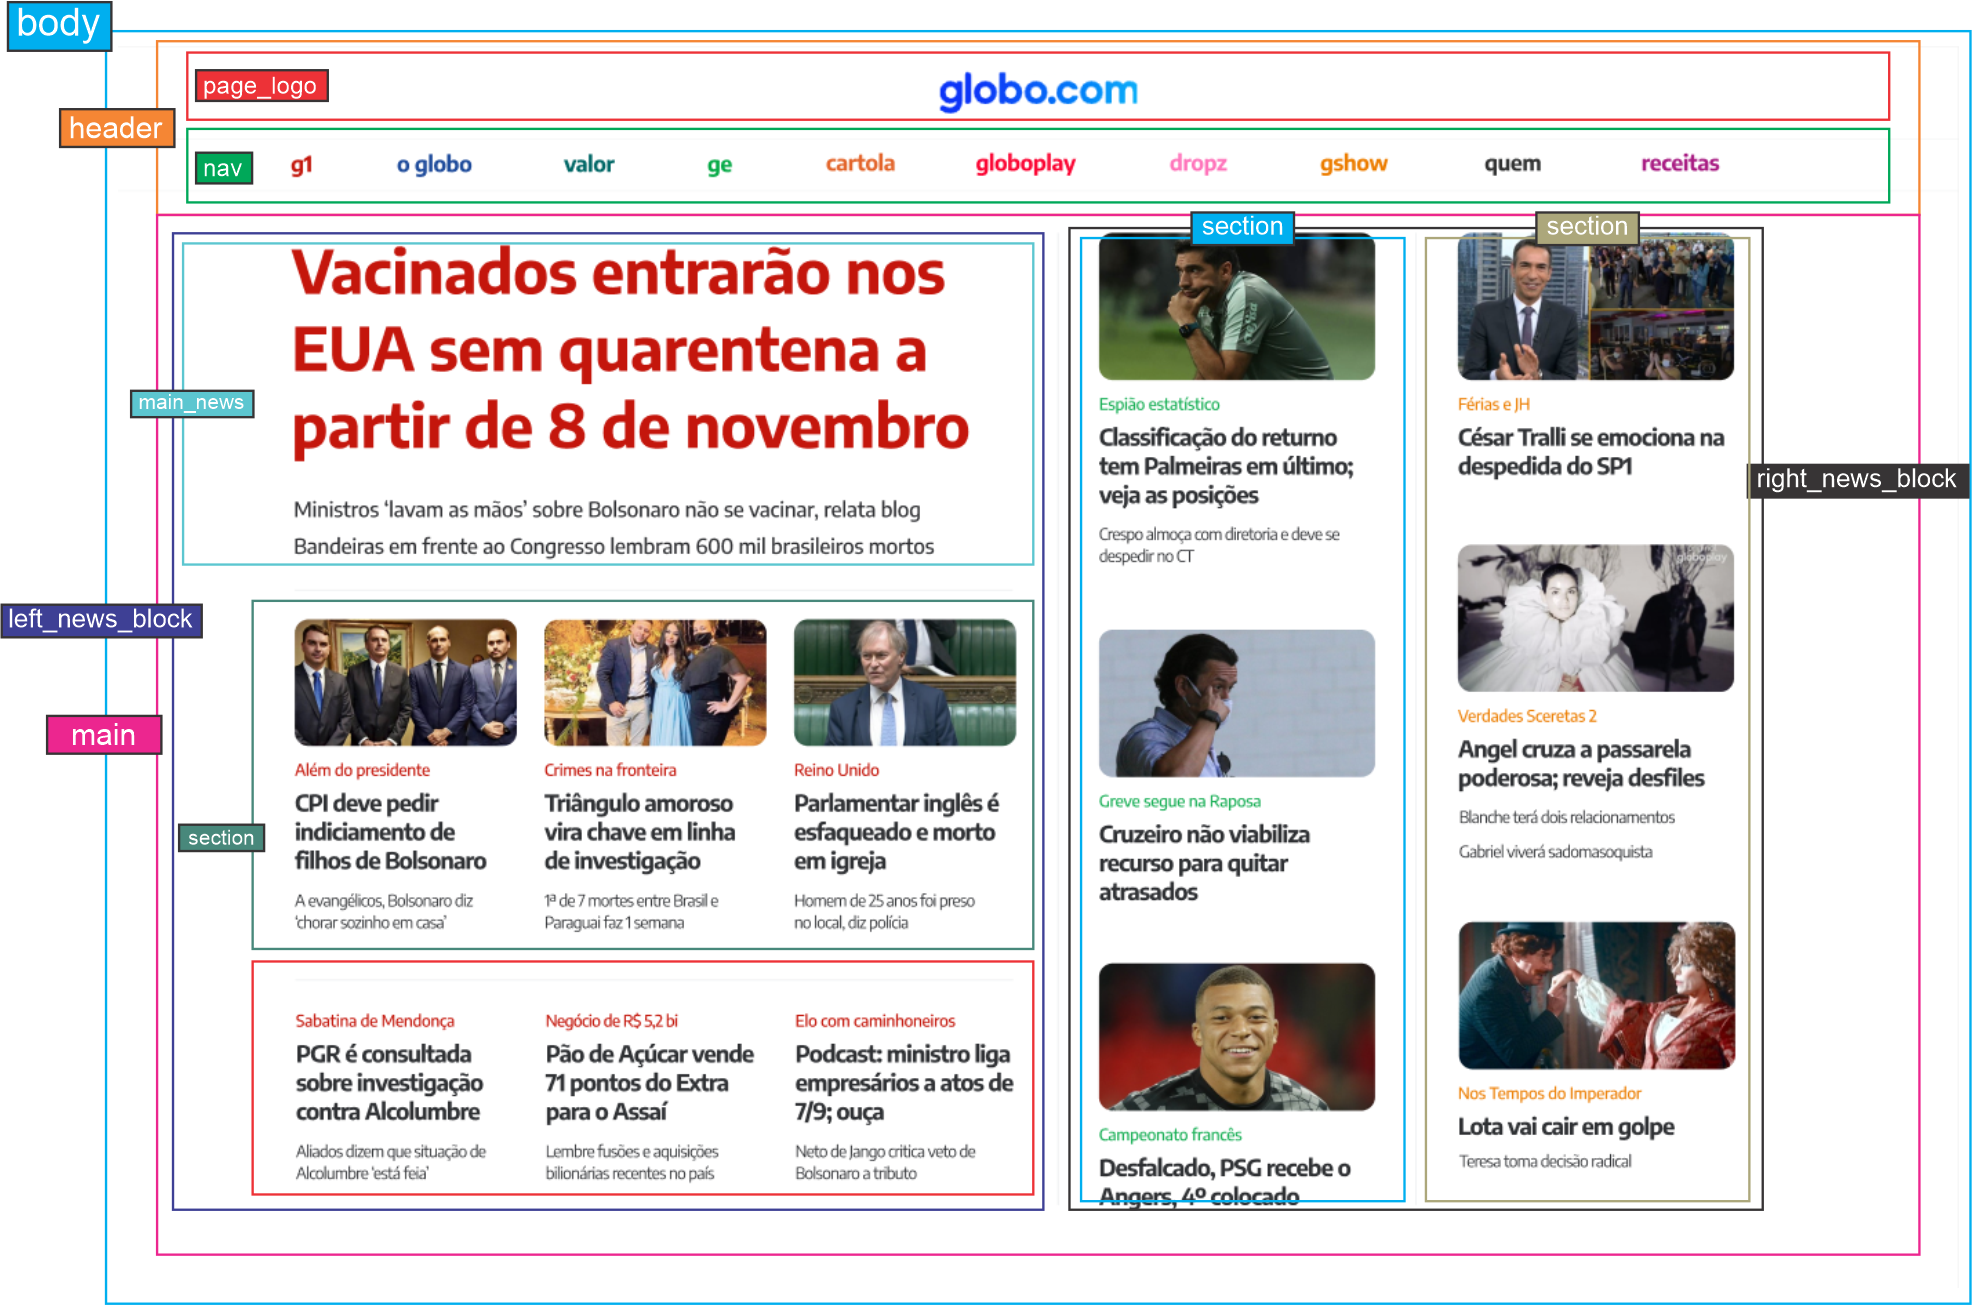 body
page_logo
globo.com
header
nav
g1
o globo
valor
ge
cartola
globoplay
dropz
gshow
quem
receitas
Vacinados entrarão nos
EUA sem quarentena a
partir de 8 de novembro
main_news
Ministros ‘lavam as mãos’ sobre Bolsonaro não se vacinar, relata blog
Bandeiras em frente ao Congresso lembram 600 mil brasileiros mortos
left_news_block
main
section
Além do presidente
CPI deve pedir
indiciamento de
filhos de Bolsonaro
A evangélicos, Bolsonaro diz
‘chorar sozinho em casa’
Crimes na fronteira
Triângulo amoroso
vira chave em linha
de investigação
1ª de 7 mortes entre Brasil e
Paraguai faz 1 semana
Reino Unido
Parlamentar inglês é
esfaqueado e morto
em igreja
Homem de 25 anos foi preso
no local, diz polícia
Sabatina de Mendonça
PGR é consultada
sobre investigação
contra Alcolumbre
Aliados dizem que situação de
Alcolumbre ‘está feia’
Negócio de R$ 5,2 bi
Pão de Açúcar vende
71 pontos do Extra
para o Assaí
Lembre fusões e aquisições
bilionárias recentes no país
Elo com caminhoneiros
Podcast: ministro liga
empresários a atos de
7/9; ouça
Neto de Jango critica veto de
Bolsonaro a tributo
section
Espião estatístico
Classificação do returno
tem Palmeiras em último;
veja as posições
Crespo almoça com diretoria e deve se
despedir no CT
Greve segue na Raposa
Cruzeiro não viabiliza
recurso para quitar
atrasados
Campeonato francês
Desfalcado, PSG recebe o
Angers, 4º colocado
section
Férias e JH
César Tralli se emociona na
despedida do SP1
right_news_block
globoplay
Verdades Sceretas 2
Angel cruza a passarela
poderosa; reveja desfiles
Blanche terá dois relacionamentos
Gabriel viverá sadomasoquista
Nos Tempos do Imperador
Lota vai cair em golpe
Teresa toma decisão radical